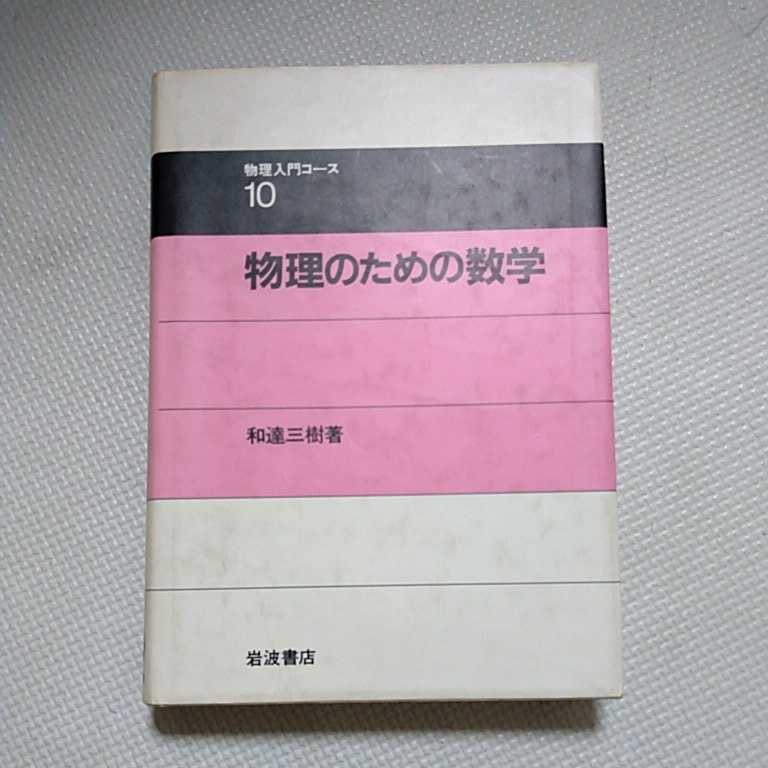 物理入門コース
10
物理のための数学
和達三樹著
岩波書店